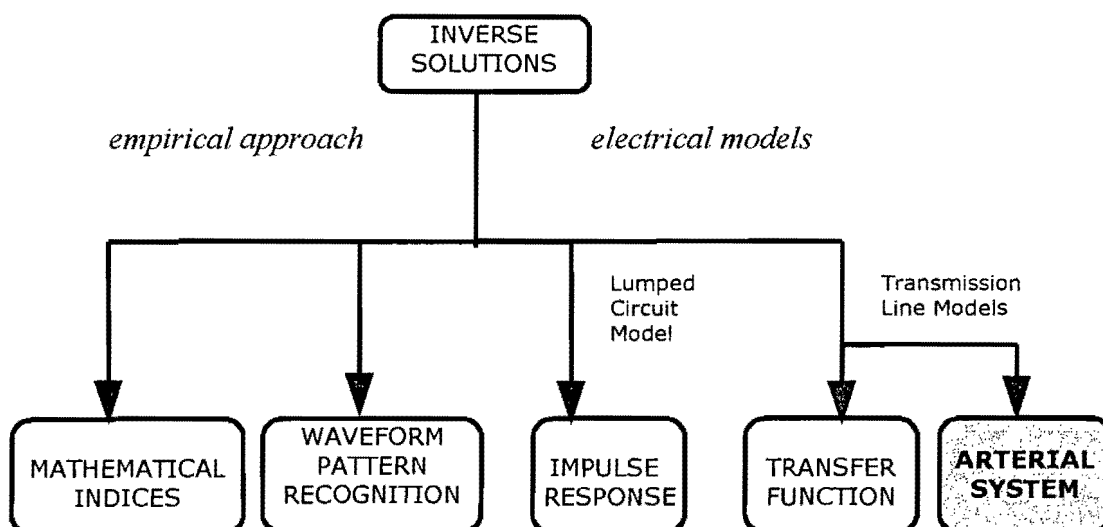 INVERSE
SOLUTIONS
empirical approach
electrical models
Lumped
Circuit
Model
Transmission
Line Models
MATHEMATICAL
INDICES
WAVEFORM
PATTERN
RECOGNITION
IMPULSE
RESPONSE
TRANSFER
FUNCTION
ARTERIAL
SYSTEM